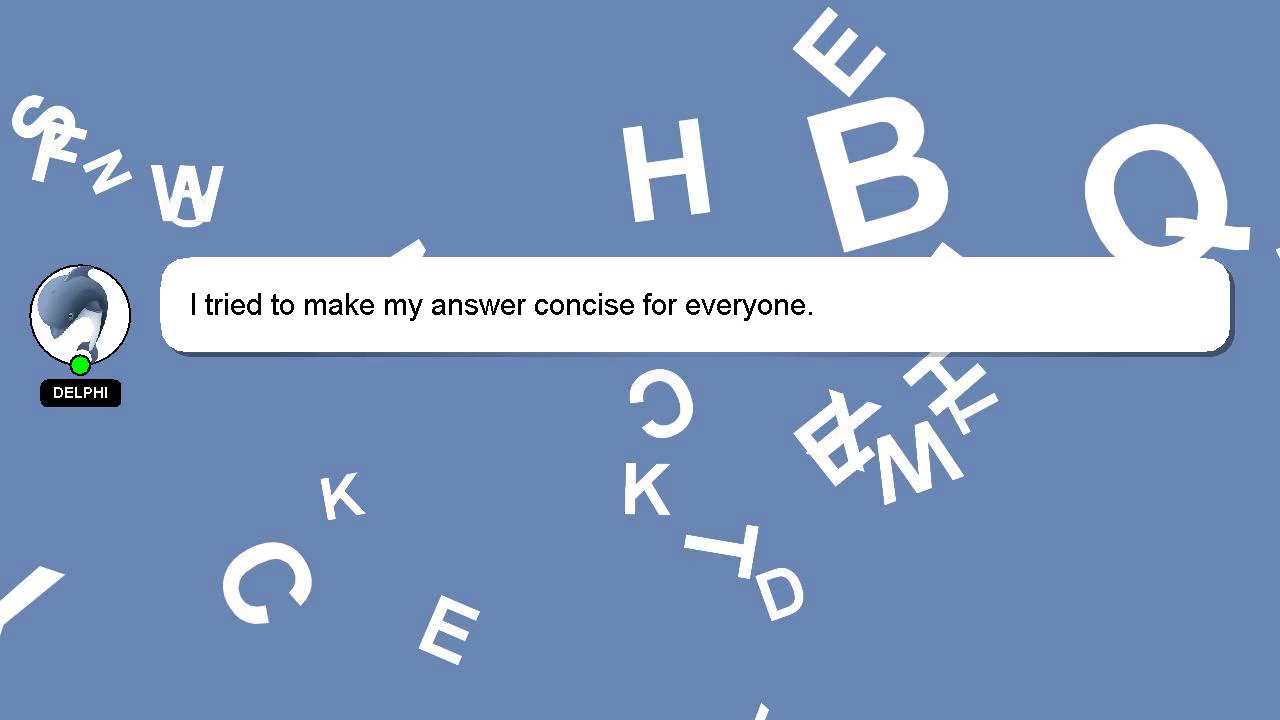 I tried to make my answer concise for everyone.
DELPHI
E
S
F
N
W
H
B
Q
C
K
K
E
M
H
T
D
C
E